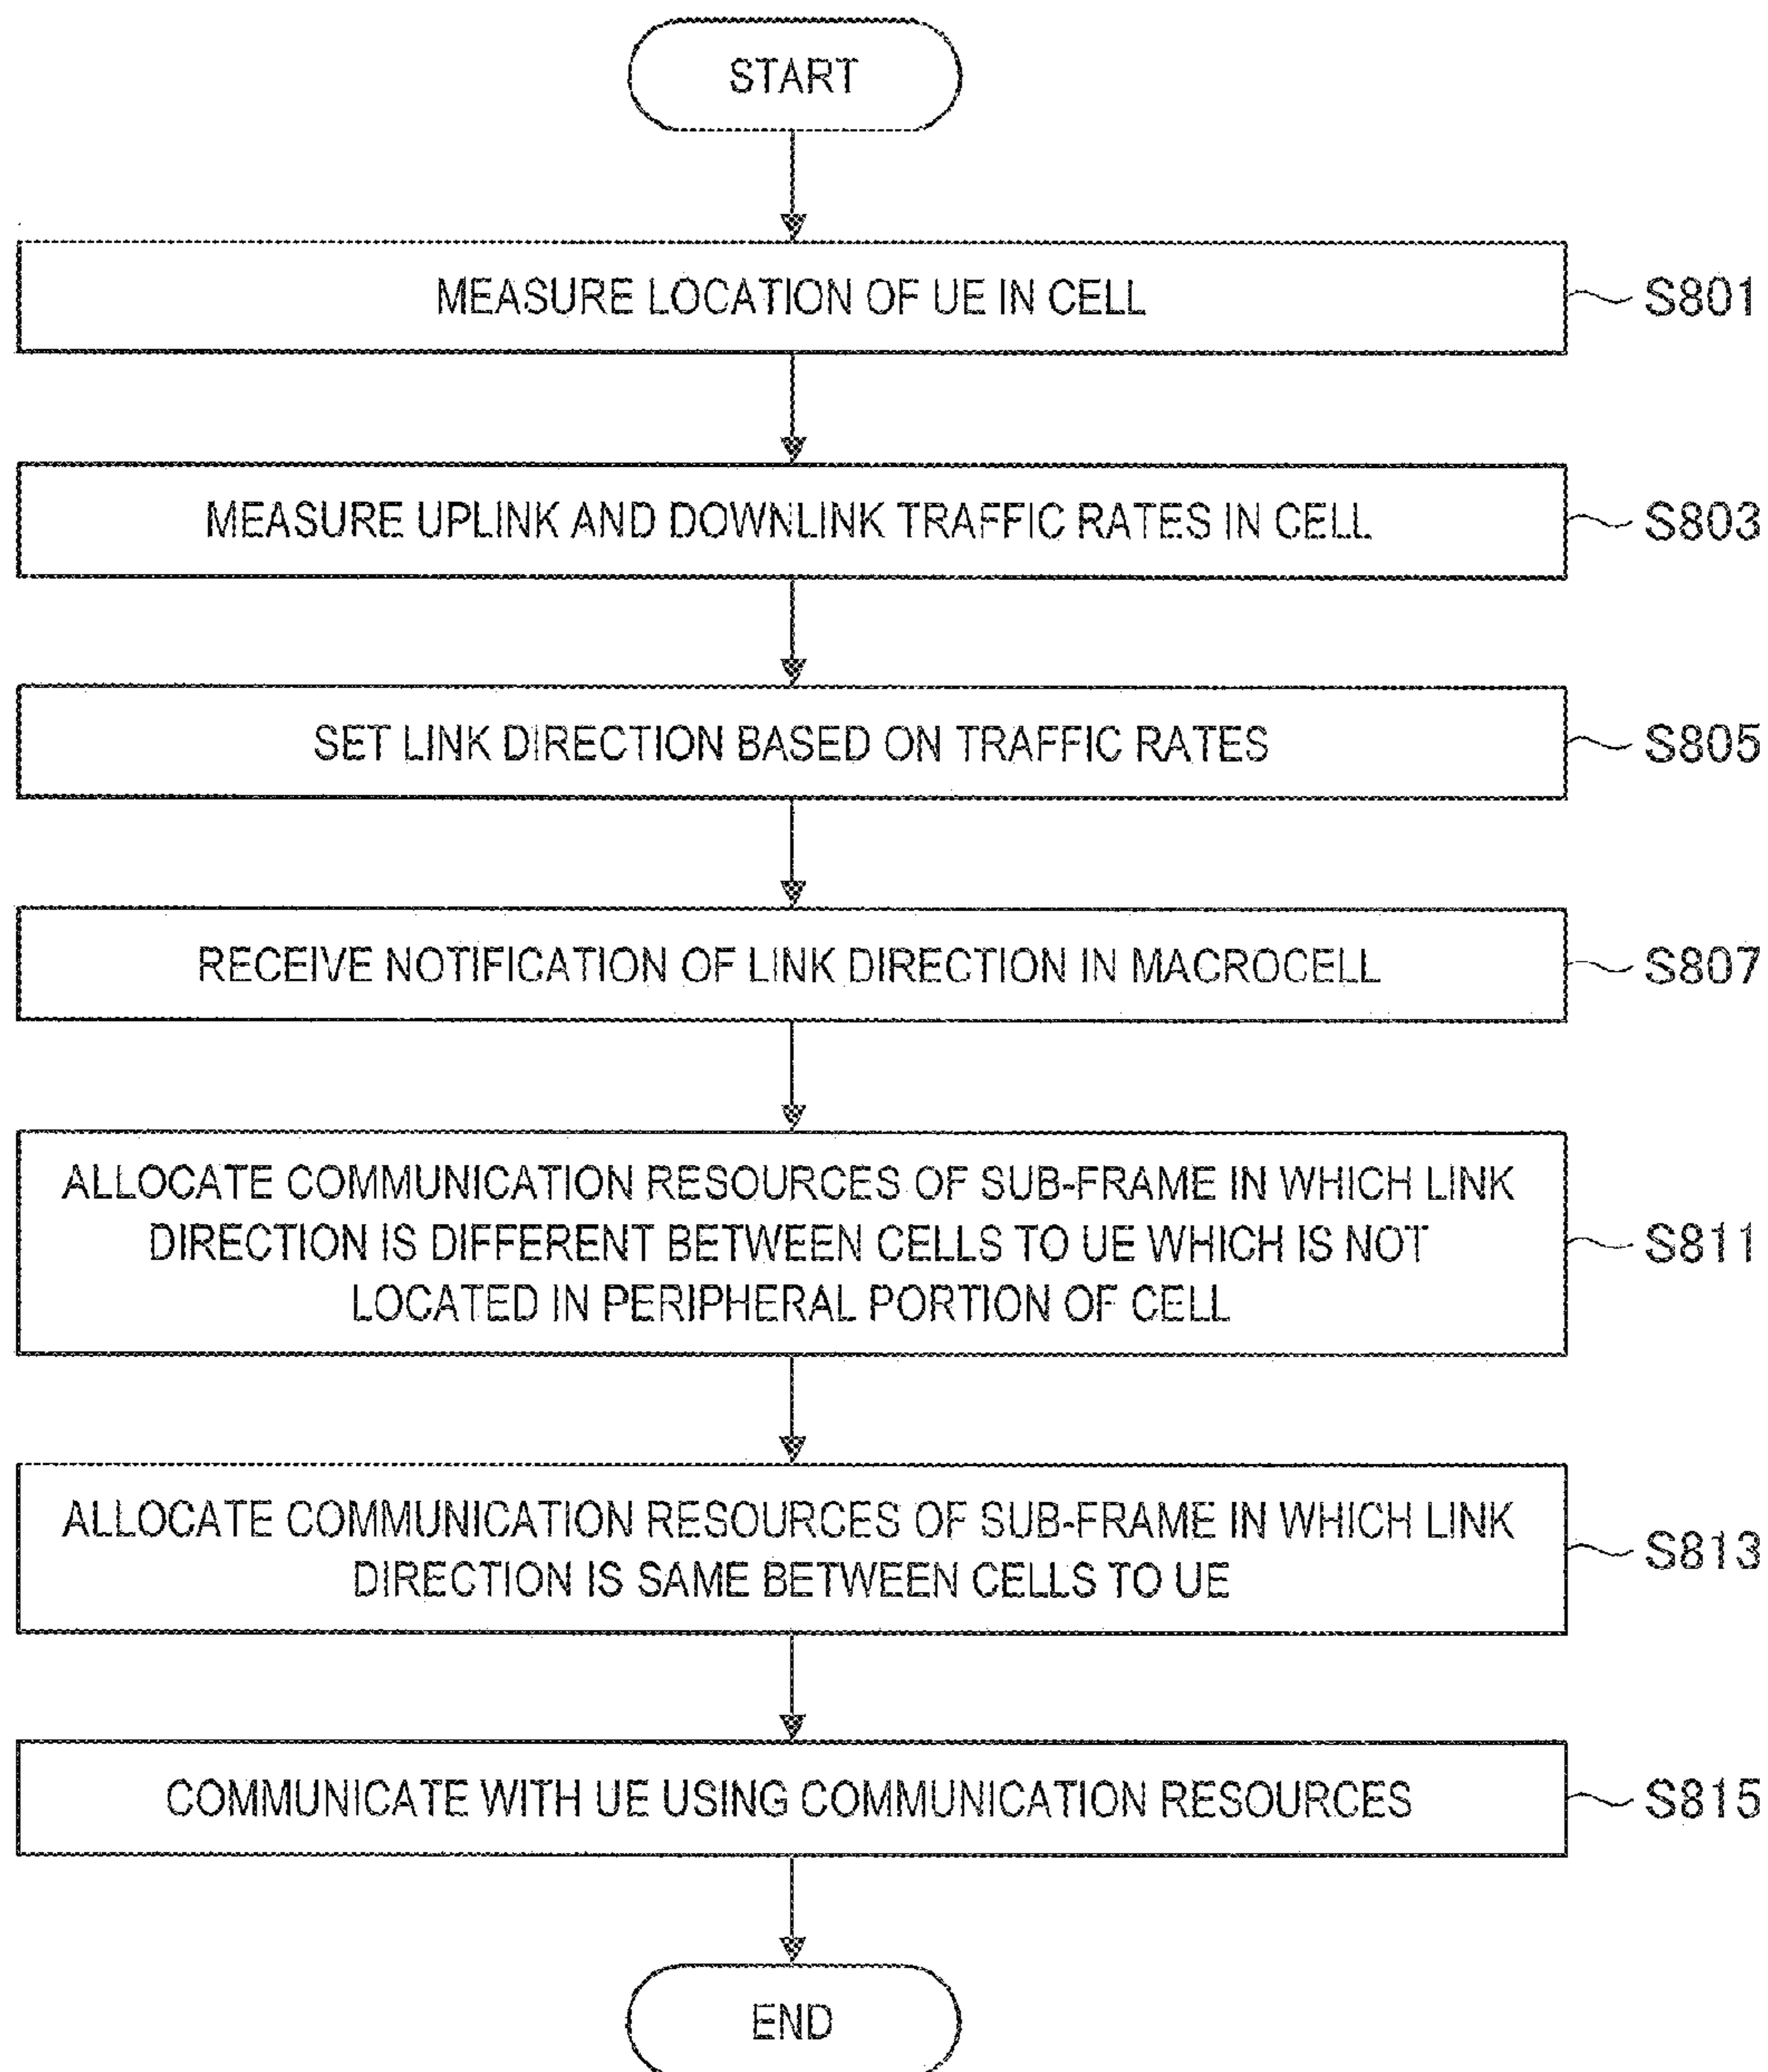 START
MEASURE LOCATION OF UE IN CELL
S801
MEASURE UPLINK AND DOWNLINK TRAFFIC RATES IN CELL
S803
SET LINK DIRECTION BASED ON TRAFFIC RATES
S805
RECEIVE NOTIFICATION OF LINK DIRECTION IN MACROCELL
S807
ALLOCATE COMMUNICATION RESOURCES OF SUB-FRAME IN WHICH LINK
DIRECTION IS DIFFERENT BETWEEN CELLS TO UE WHICH IS NOT
LOCATED IN PERIPHERAL PORTION OF CELL
S811
ALLOCATE COMMUNICATION RESOURCES OF SUB-FRAME IN WHICH LINK
DIRECTION IS SAME BETWEEN CELLS TO UE
S813
COMMUNICATE WITH UE USING COMMUNICATION RESOURCES
S815
END